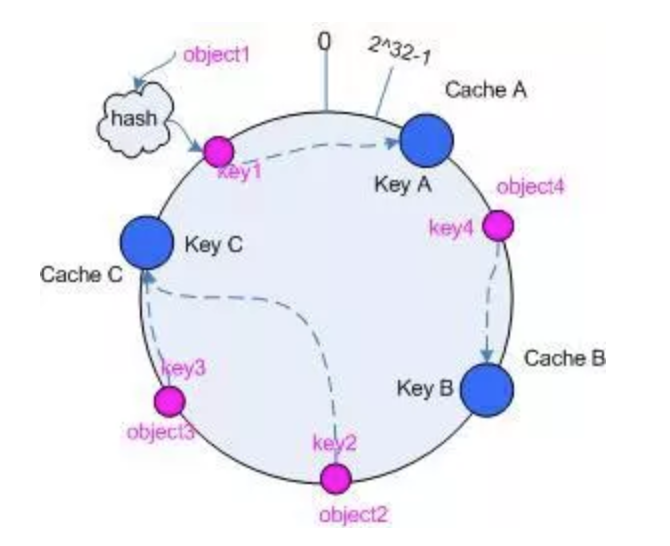 0
2^32-1
object1
Cache A
hash
key1
Key A
object4
key4
Key C
Cache C
Cache B
key3
Key B
object3
key2
object2